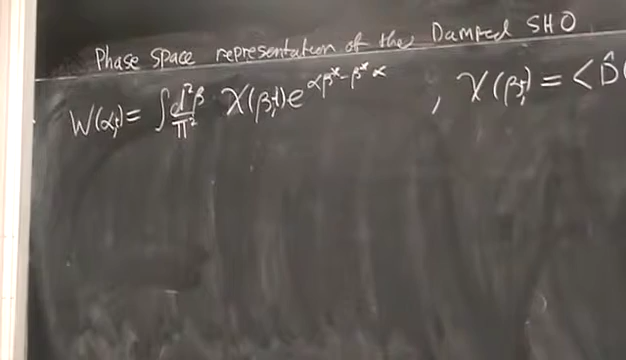 Phase space representation of the Damped SHO
W(α,t) = ∫ d²β/π² χ(β,t) e^{αβ* - β*α} , χ(β,t) = < D̂(